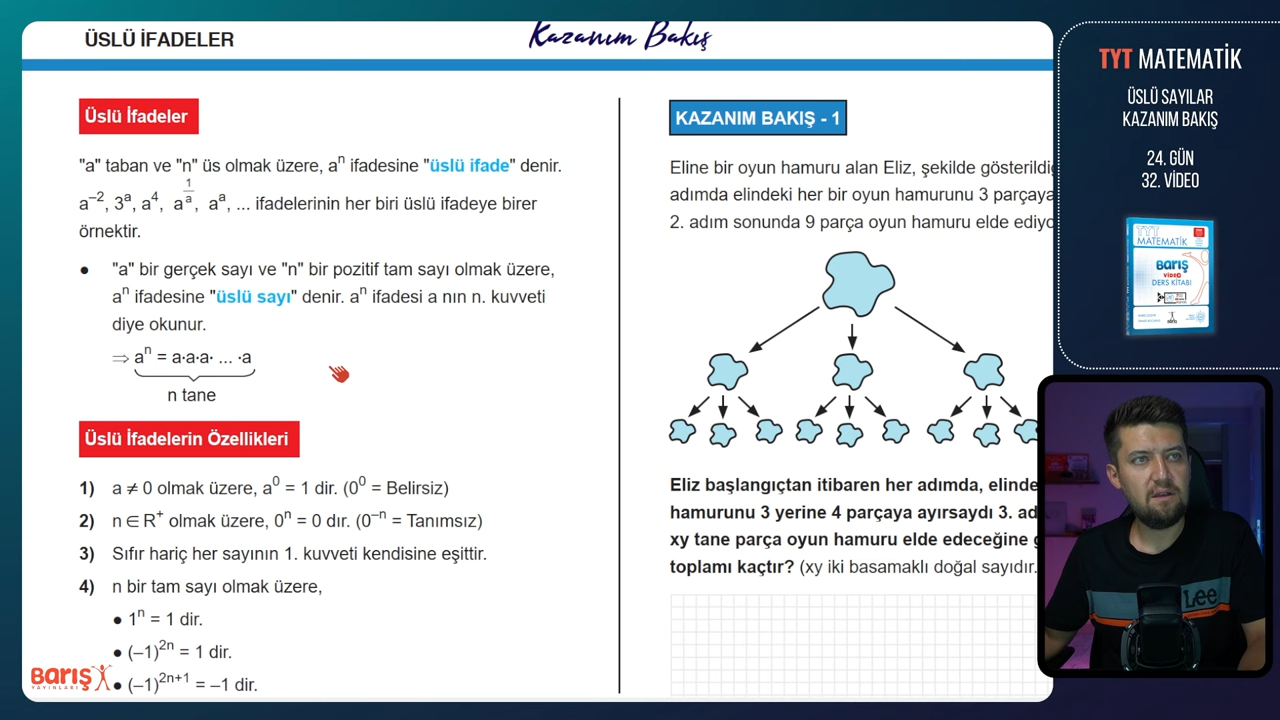 ÜSLÜ İFADELER
Kazanım Bakış
Üslü İfadeler
"a" taban ve "n" üs olmak üzere, aⁿ ifadesine "üslü ifade" denir.
a⁻², 3ᵃ, a⁴, a^(1/a), aᵃ, ... ifadelerinin her biri üslü ifadeye birer
örnektir.
● "a" bir gerçek sayı ve "n" bir pozitif tam sayı olmak üzere,
aⁿ ifadesine "üslü sayı" denir. aⁿ ifadesi a nın n. kuvveti
diye okunur.
⇒ aⁿ = a·a·a· ... ·a
n tane
Üslü İfadelerin Özellikleri
1) a ≠ 0 olmak üzere, a⁰ = 1 dir. (0⁰ = Belirsiz)
2) n ∈ R⁺ olmak üzere, 0ⁿ = 0 dır. (0⁻ⁿ = Tanımsız)
3) Sıfır hariç her sayının 1. kuvveti kendisine eşittir.
4) n bir tam sayı olmak üzere,
● 1ⁿ = 1 dir.
● (–1)²ⁿ = 1 dir.
● (–1)²ⁿ⁺¹ = –1 dir.
BARIŞ
YAYINLARI
KAZANIM BAKIŞ - 1
Eline bir oyun hamuru alan Eliz, şekilde
adımda elindeki her bir oyun hamurunu 3
2. adım sonunda 9 parça oyun hamuru elde
Eliz başlangıçtan itibaren her adımda,
hamurunu 3 yerine 4 parçaya ayırsaydı 3.
xy tane parça oyun hamuru elde edeceğine
toplamı kaçtır? (xy iki basamaklı doğal sayıdır.
TYT MATEMATİK
ÜSLÜ SAYILAR
KAZANIM BAKIŞ
24. GÜN
32. VİDEO
TYT
MATEMATİK
BARIŞ
VİDEO
DERS KİTABI
Lee